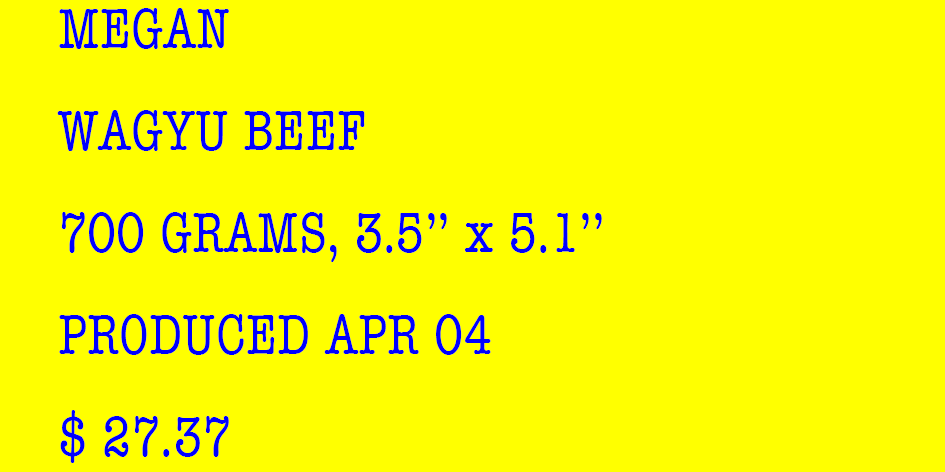 MEGAN
WAGYU BEEF
700 GRAMS, 3.5” x 5.1”
PRODUCED APR 04
$ 27.37